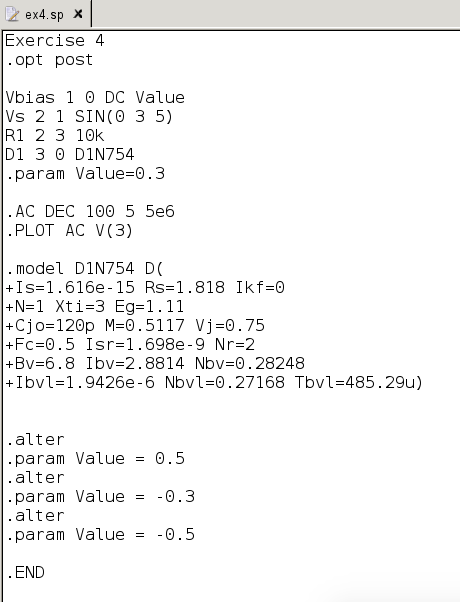 ex4.sp
Exercise 4
.opt post
Vbias 1 0 DC Value
Vs 2 1 SIN(0 3 5)
R1 2 3 10k
D1 3 0 D1N754
.param Value=0.3
.AC DEC 100 5 5e6
.PLOT AC V(3)
.model D1N754 D(
+Is=1.616e-15 Rs=1.818 Ikf=0
+N=1 Xti=3 Eg=1.11
+Cjo=120p M=0.5117 Vj=0.75
+Fc=0.5 Isr=1.698e-9 Nr=2
+Bv=6.8 Ibv=2.8814 Nbv=0.28248
+Ibvl=1.9426e-6 Nbvl=0.27168 Tbvl=485.29u)
.alter
.param Value = 0.5
.alter
.param Value = -0.3
.alter
.param Value = -0.5
.END